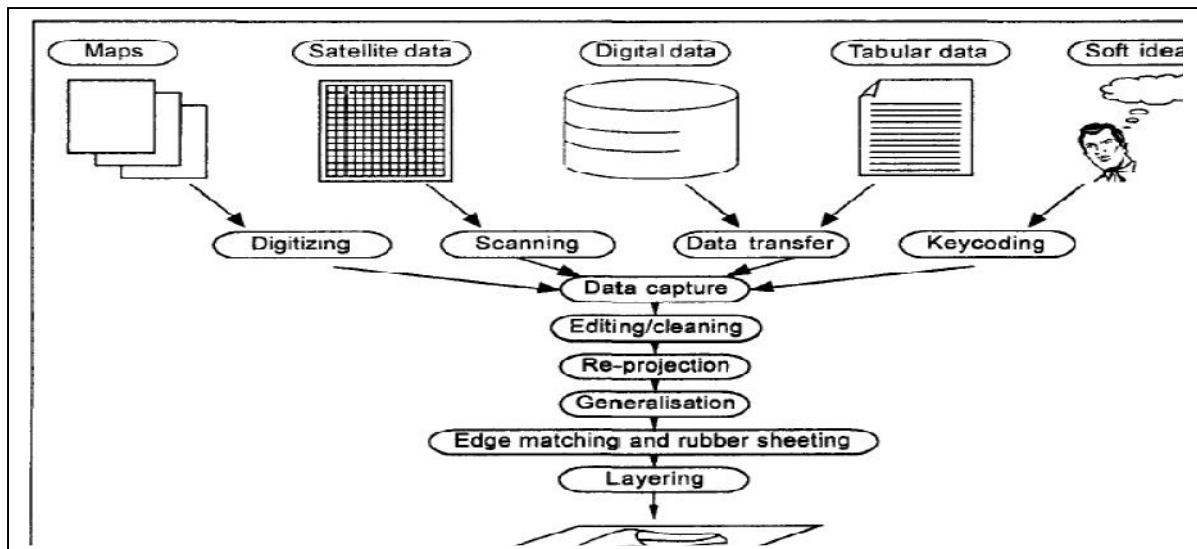 Maps
Satellite data
Digital data
Tabular data
Soft idea
Digitizing
Scanning
Data transfer
Keycoding
Data capture
Editing/cleaning
Re-projection
Generalisation
Edge matching and rubber sheeting
Layering